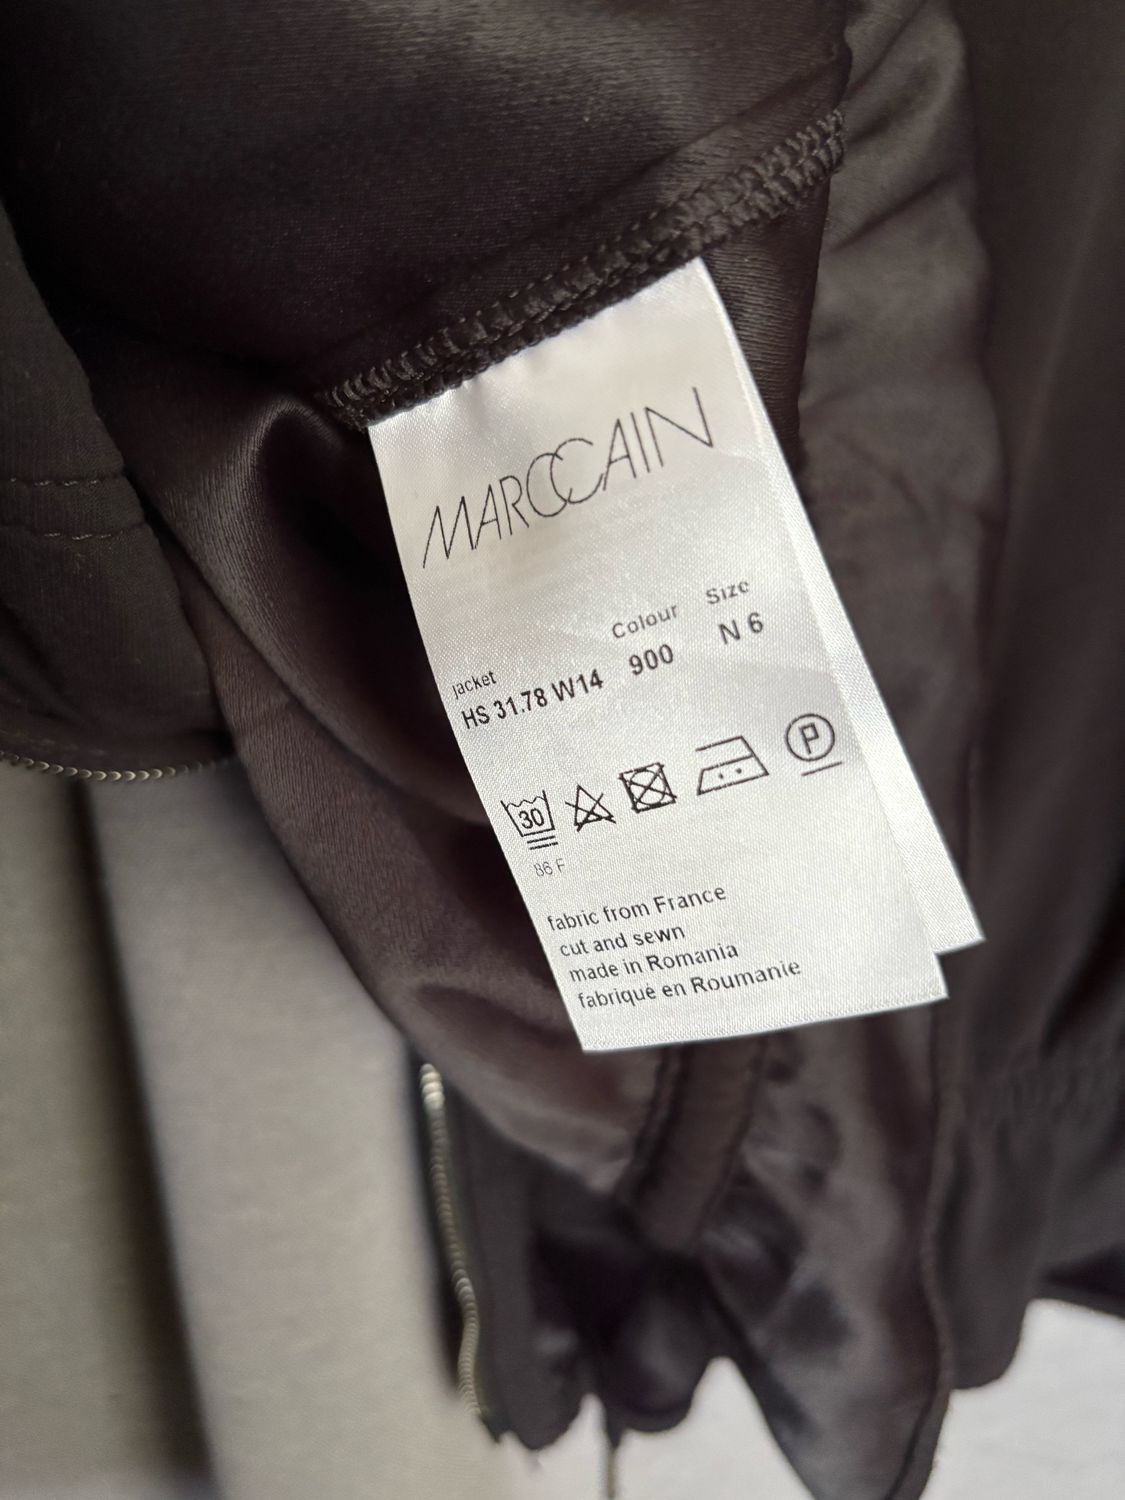 MARCCAIN
Colour Size
jacket
HS 31.78 W14 900 N 6
30
P
86 F
fabric from France
cut and sewn
made in Romania
fabriqué en Roumanie